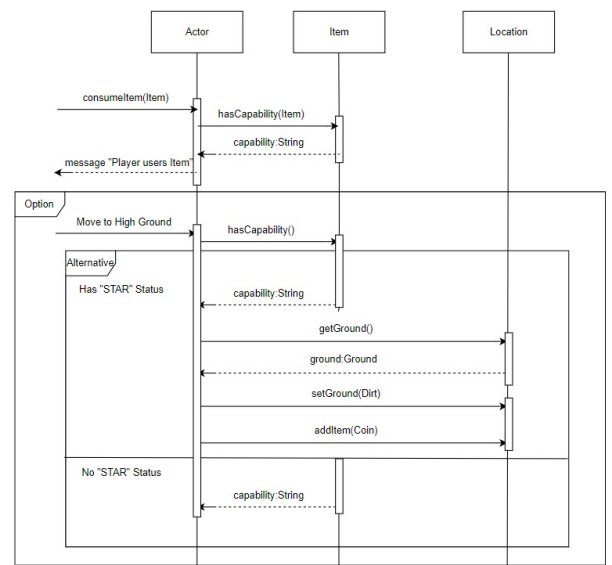 Actor
Item
Location
consumeItem(Item)
hasCapability(Item)
capability:String
message "Player users Item"
Option
Move to High Ground
hasCapability()
Alternative
Has "STAR" Status
capability:String
getGround()
ground:Ground
setGround(Dirt)
addItem(Coin)
No "STAR" Status
capability:String